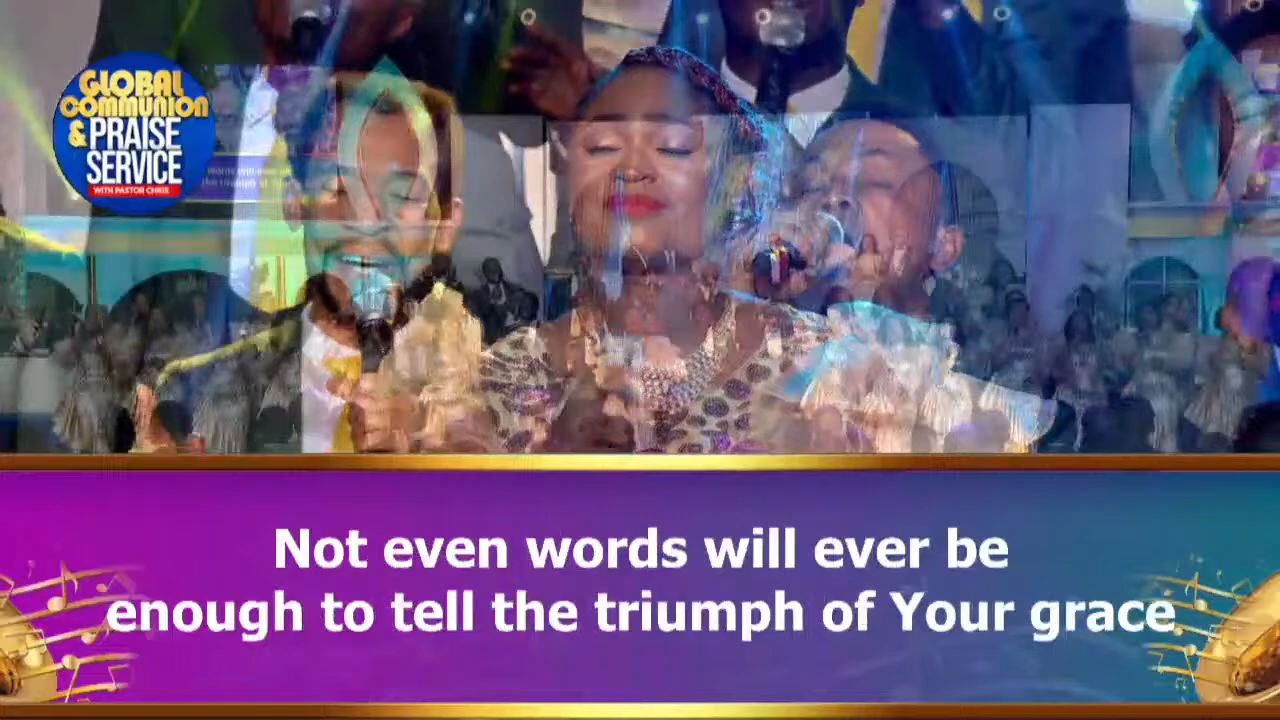 GLOBAL
COMMUNION
& PRAISE
SERVICE
WITH PASTOR CHRIS
Not even words will ever be
enough to tell the triumph of Your grace